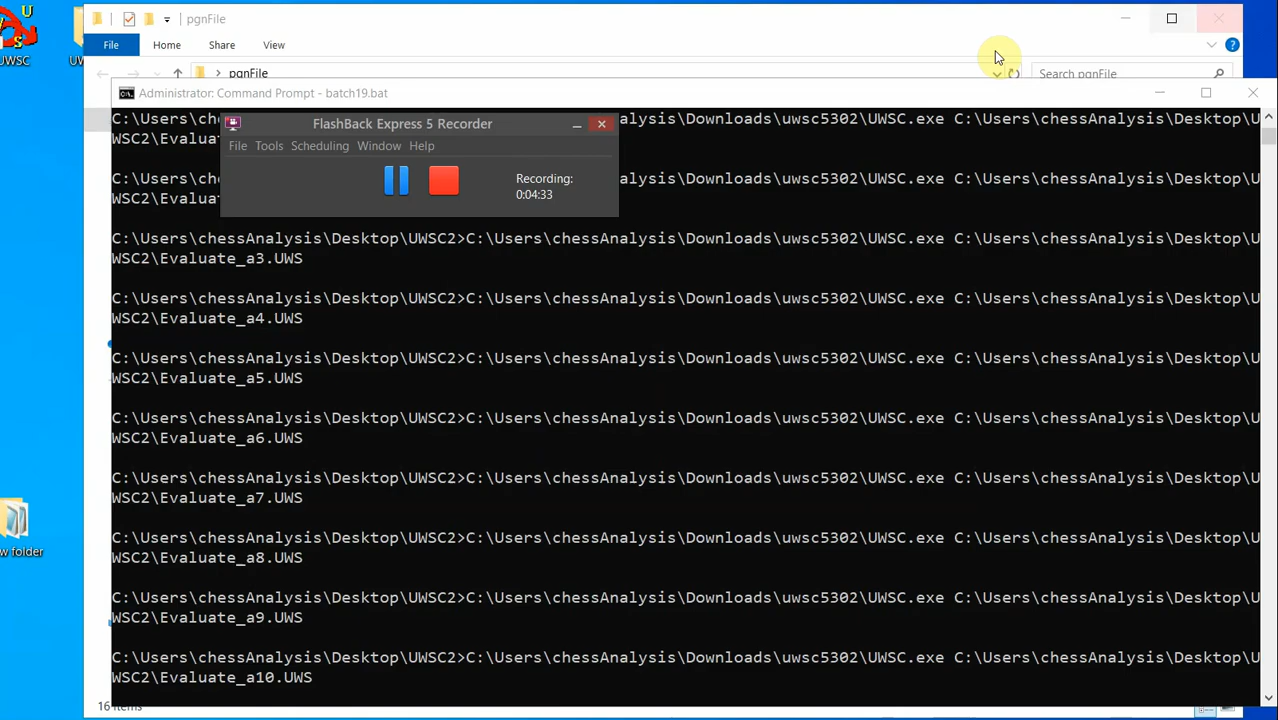 U
S
UWSC
UW
pgnFile
File
Home
Share
View
pgnFile
Search pgnFile
Administrator: Command Prompt - batch19.bat
C:\Users\che
alysis\Downloads\uwsc5302\UWSC.exe C:\Users\chessAnalysis\Desktop\U
WSC2\Evaluat
FlashBack Express 5 Recorder
File
Tools
Scheduling
Window
Help
Recording:
0:04:33
C:\Users\che
alysis\Downloads\uwsc5302\UWSC.exe C:\Users\chessAnalysis\Desktop\U
WSC2\Evaluat
C:\Users\chessAnalysis\Desktop\UWSC2>C:\Users\chessAnalysis\Downloads\uwsc5302\UWSC.exe C:\Users\chessAnalysis\Desktop\U
WSC2\Evaluate_a3.UWS
C:\Users\chessAnalysis\Desktop\UWSC2>C:\Users\chessAnalysis\Downloads\uwsc5302\UWSC.exe C:\Users\chessAnalysis\Desktop\U
WSC2\Evaluate_a4.UWS
C:\Users\chessAnalysis\Desktop\UWSC2>C:\Users\chessAnalysis\Downloads\uwsc5302\UWSC.exe C:\Users\chessAnalysis\Desktop\U
WSC2\Evaluate_a5.UWS
C:\Users\chessAnalysis\Desktop\UWSC2>C:\Users\chessAnalysis\Downloads\uwsc5302\UWSC.exe C:\Users\chessAnalysis\Desktop\U
WSC2\Evaluate_a6.UWS
C:\Users\chessAnalysis\Desktop\UWSC2>C:\Users\chessAnalysis\Downloads\uwsc5302\UWSC.exe C:\Users\chessAnalysis\Desktop\U
WSC2\Evaluate_a7.UWS
C:\Users\chessAnalysis\Desktop\UWSC2>C:\Users\chessAnalysis\Downloads\uwsc5302\UWSC.exe C:\Users\chessAnalysis\Desktop\U
WSC2\Evaluate_a8.UWS
C:\Users\chessAnalysis\Desktop\UWSC2>C:\Users\chessAnalysis\Downloads\uwsc5302\UWSC.exe C:\Users\chessAnalysis\Desktop\U
WSC2\Evaluate_a9.UWS
C:\Users\chessAnalysis\Desktop\UWSC2>C:\Users\chessAnalysis\Downloads\uwsc5302\UWSC.exe C:\Users\chessAnalysis\Desktop\U
WSC2\Evaluate_a10.UWS
w folder
16 items